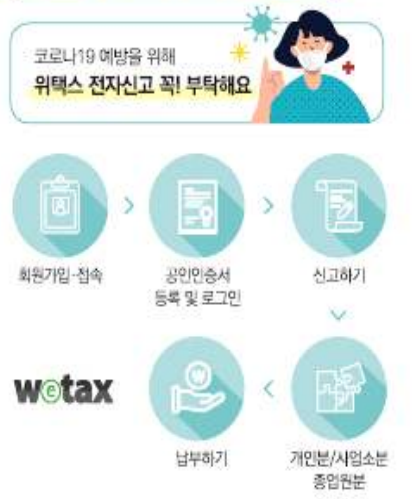 코로나19 예방을 위해
위택스 전자신고 꼭! 부탁해요
회원가입·접속
공인인증서
등록 및 로그인
신고하기
개인분/사업소분
종업원분
납부하기
wetax